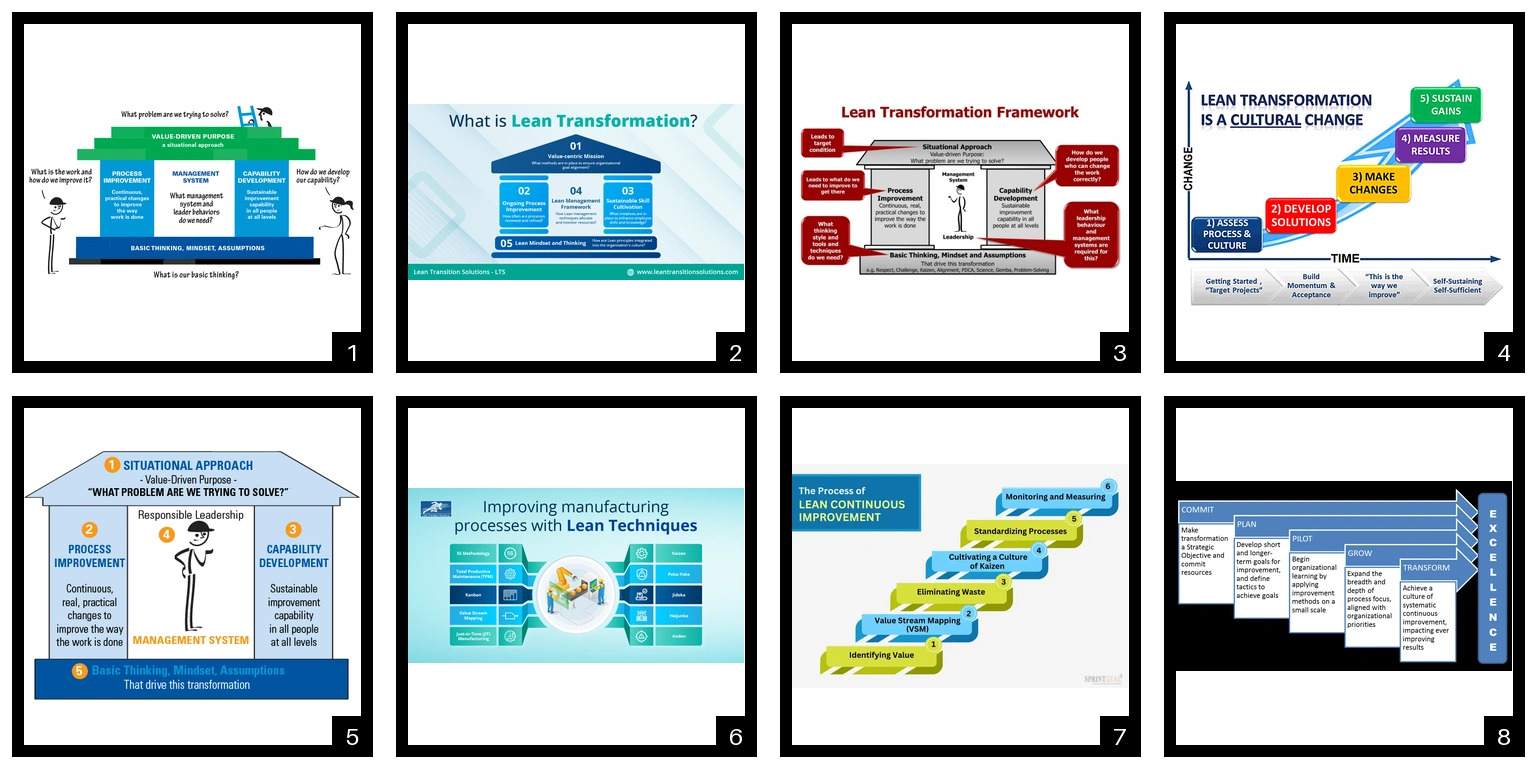 What problem are we trying to solve?
VALUE-DRIVEN PURPOSE
a situational approach
What is the work and
how do we improve it?
PROCESS
IMPROVEMENT
Continuous,
practical changes
to improve
the way
work is done
MANAGEMENT
SYSTEM
What management
system and
leader behaviors
do we need?
CAPABILITY
DEVELOPMENT
Sustainable
improvement
capability
in all people
at all levels
How do we develop
our capability?
BASIC THINKING, MINDSET, ASSUMPTIONS
What is our basic thinking?
1
What is Lean Transformation?
01
Value-centric Mission
What methods are in place to ensure organisational
goal alignment?
02
Ongoing Process
Improvement
How often are processes
reviewed and refined?
04
Lean Management
Framework
How Lean management
techniques allocate
and monitor resources?
03
Sustainable Skill
Cultivation
What initiatives are in
place to enhance employee
skills and knowledge?
05 Lean Mindset and Thinking
How are Lean principles integrated
into the organisation's culture?
Lean Transition Solutions - LTS
www.leantransitionsolutions.com
2
Lean Transformation Framework
Leads to
target
condition
Situational Approach
Value-driven Purpose:
What problem are we trying to solve?
How do we
develop people
who can change
the work
correctly?
Leads to what do we
need to improve to
get there
Process
Improvement
Continuous, real,
practical changes to
improve the way the
work is done
Management
System
Leadership
Capability
Development
Sustainable
improvement
capability in all
people at all levels
What
thinking
style and
tools and
techniques
do we need?
What
leadership
behaviour
and
management
systems are
required for
this?
Basic Thinking, Mindset and Assumptions
That drive this transformation
e.g. Respect, Challenge, Kaizen, Alignment, PDCA, Science, Gemba, Problem-Solving
3
LEAN TRANSFORMATION
IS A CULTURAL CHANGE
CHANGE
5) SUSTAIN
GAINS
4) MEASURE
RESULTS
3) MAKE
CHANGES
2) DEVELOP
SOLUTIONS
1) ASSESS
PROCESS &
CULTURE
TIME
Getting Started ,
"Target Projects"
Build
Momentum &
Acceptance
"This is the
way we
improve"
Self-Sustaining
Self-Sufficient
4
1 SITUATIONAL APPROACH
- Value-Driven Purpose -
"WHAT PROBLEM ARE WE TRYING TO SOLVE?"
2
PROCESS
IMPROVEMENT
Continuous,
real, practical
changes to
improve the way
the work is done
Responsible Leadership
4
MANAGEMENT SYSTEM
3
CAPABILITY
DEVELOPMENT
Sustainable
improvement
capability
in all people
at all levels
5 Basic Thinking, Mindset, Assumptions
That drive this transformation
5
Improving manufacturing
processes with Lean Techniques
5S Methodology
5S
Total Productive
Maintenance (TPM)
Kanban
Value Stream
Mapping
Just-in-Time (JIT)
Manufacturing
Kaizen
Poka-Yoke
Jidoka
Heijunka
Andon
6
The Process of
LEAN CONTINUOUS
IMPROVEMENT
6
Monitoring and Measuring
5
Standardizing Processes
4
Cultivating a Culture
of Kaizen
3
Eliminating Waste
2
Value Stream Mapping
(VSM)
1
Identifying Value
7
COMMIT
Make
transformation
a Strategic
Objective and
commit
resources
PLAN
Develop short
and longer-
term goals for
improvement,
and define
tactics to
achieve goals
PILOT
Begin
organizational
learning by
applying
improvement
methods on a
small scale
GROW
Expand the
breadth and
depth of
process focus,
aligned with
organizational
priorities
TRANSFORM
Achieve a
culture of
systematic
continuous
improvement,
impacting ever
improving
results
EXCELLENCE
8